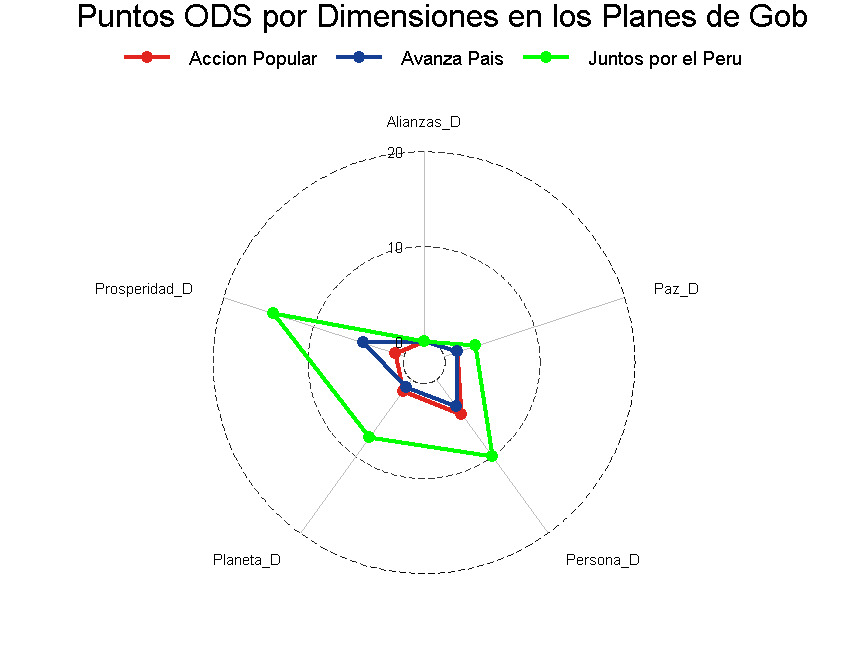 Puntos ODS por Dimensiones en los Planes de Gob
Accion Popular Avanza Pais Juntos por el Peru
Alianzas_D
20
10
Prosperidad_D
Paz_D
0
Planeta_D
Persona_D